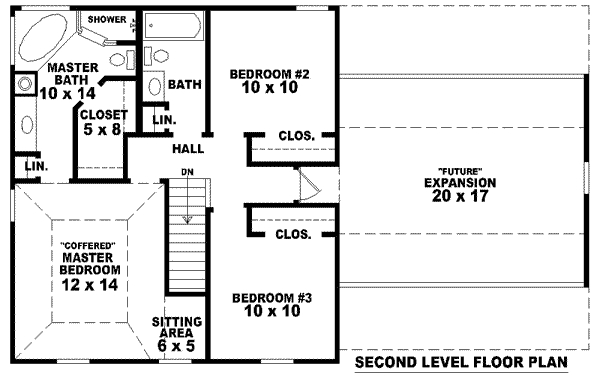 SHOWER
MASTER
BATH
10 x 14
CLOSET
5 x 8
BATH
LIN.
BEDROOM #2
10 x 10
CLOS.
HALL
LIN.
DN
"FUTURE"
EXPANSION
20 x 17
"COFFERED"
MASTER
BEDROOM
12 x 14
CLOS.
BEDROOM #3
10 x 10
SITTING
AREA
6 x 5
SECOND LEVEL FLOOR PLAN